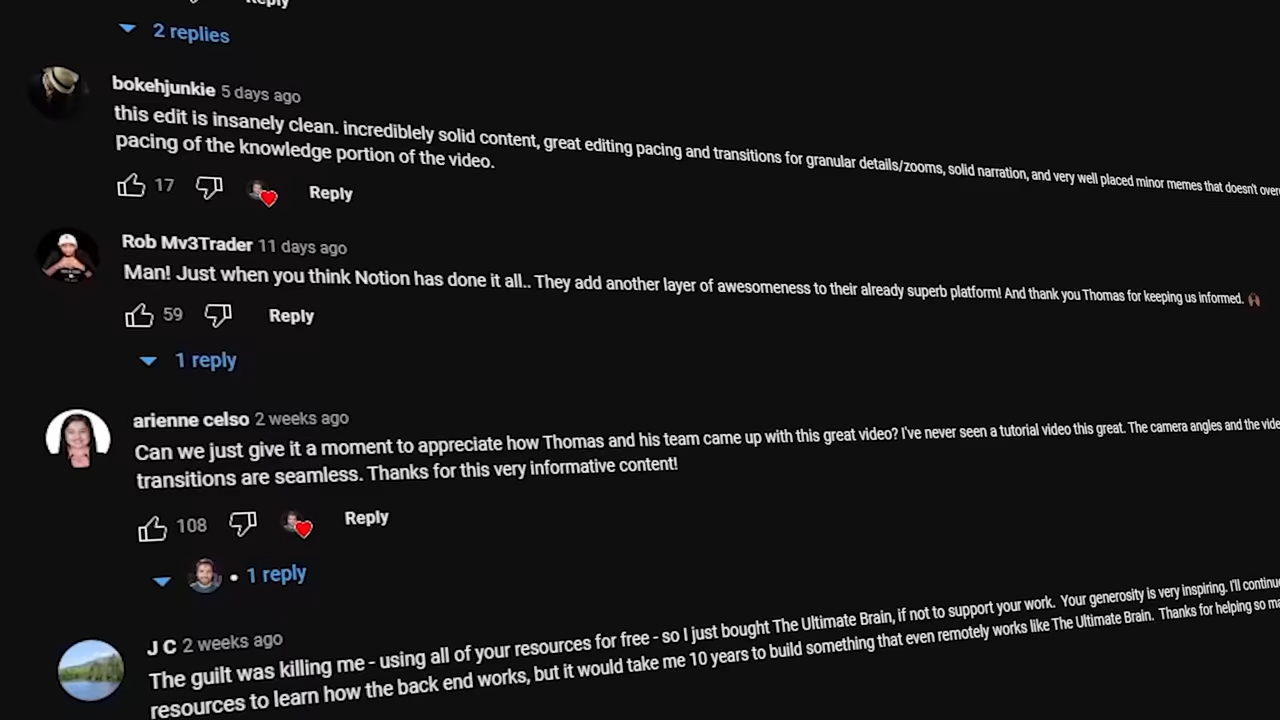 Reply
2 replies
bokehjunkie 5 days ago
this edit is insanely clean. incrediblely solid content, great editing pacing and transitions for granular details/zooms, solid narration, and very well placed minor memes that doesn't
pacing of the knowledge portion of the video.
17 Reply
Rob Mv3Trader 11 days ago
Man! Just when you think Notion has done it all.. They add another layer of awesomeness to their already superb platform! And thank you Thomas for keeping us informed.
59 Reply
1 reply
arienne celso 2 weeks ago
Can we just give it a moment to appreciate how Thomas and his team came up with this great video? I've never seen a tutorial video this great. The camera angles and the
transitions are seamless. Thanks for this very informative content!
108 Reply
• 1 reply
J C 2 weeks ago
The guilt was killing me - using all of your resources for free - so I just bought The Ultimate Brain, if not to support your work. Your generosity is very inspiring. I'll
resources to learn how the back end works, but it would take me 10 years to build something that even remotely works like The Ultimate Brain. Thanks for helping so